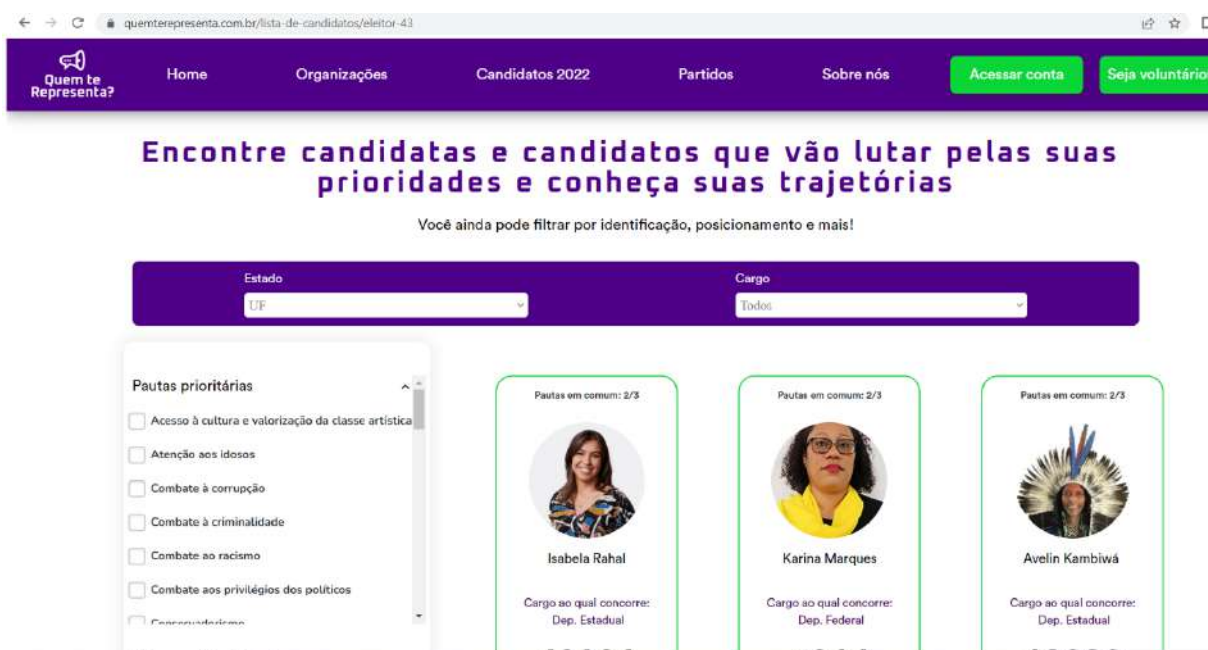 quemterepresenta.com.br/lista-de-candidatos/eleitor-43
Quem te
Representa?
Home
Organizações
Candidatos 2022
Partidos
Sobre nós
Acessar conta
Seja voluntário
Encontre candidatas e candidatos que vão lutar pelas suas
prioridades e conheça suas trajetórias
Você ainda pode filtrar por identificação, posicionamento e mais!
Estado
UF
Cargo
Todos
Pautas prioritárias
Acesso à cultura e valorização da classe artística
Atenção aos idosos
Combate à corrupção
Combate à criminalidade
Combate ao racismo
Combate aos privilégios dos políticos
Conservadorismo
Pautas em comum: 2/3
Isabela Rahal
Cargo ao qual concorre:
Dep. Estadual
Pautas em comum: 2/3
Karina Marques
Cargo ao qual concorre:
Dep. Federal
Pautas em comum: 2/3
Avelin Kambiwá
Cargo ao qual concorre:
Dep. Estadual